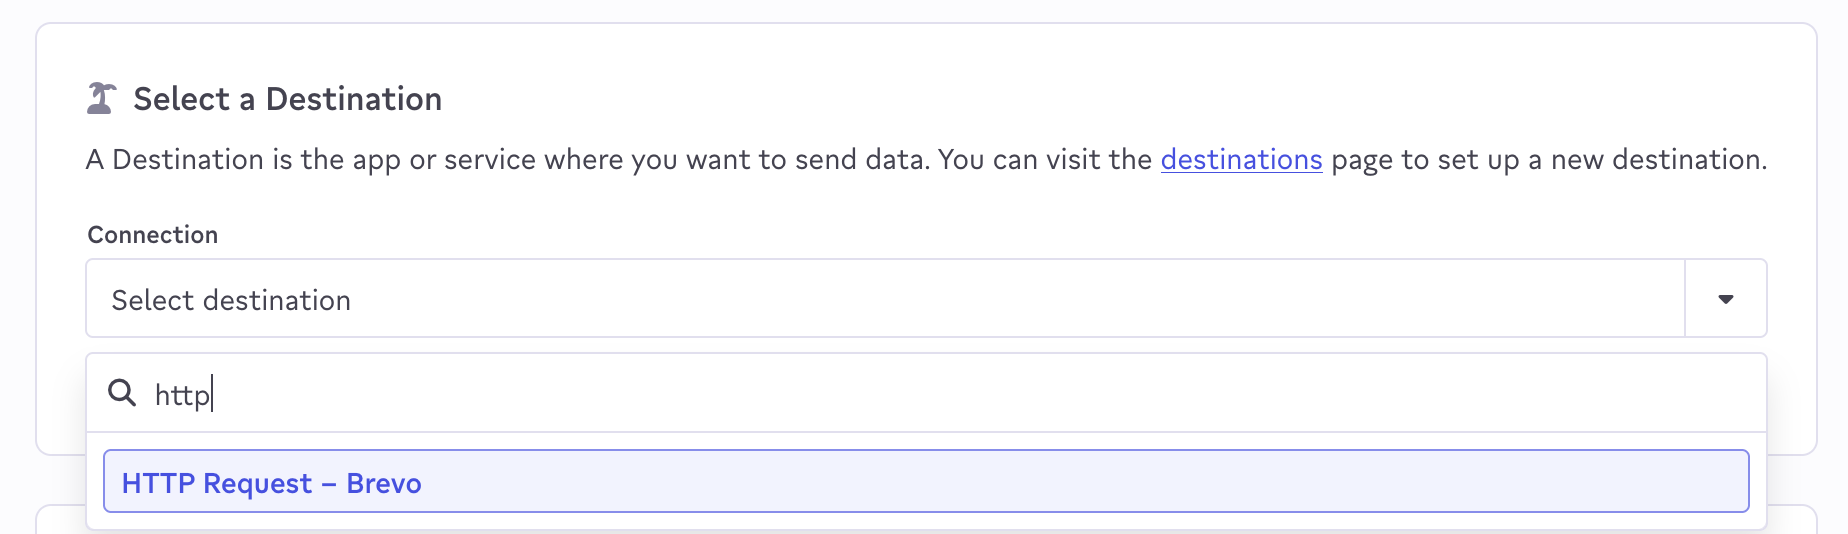 Select a Destination
A Destination is the app or service where you want to send data. You can visit the destinations page to set up a new destination.
Connection
Select destination
http
HTTP Request – Brevo